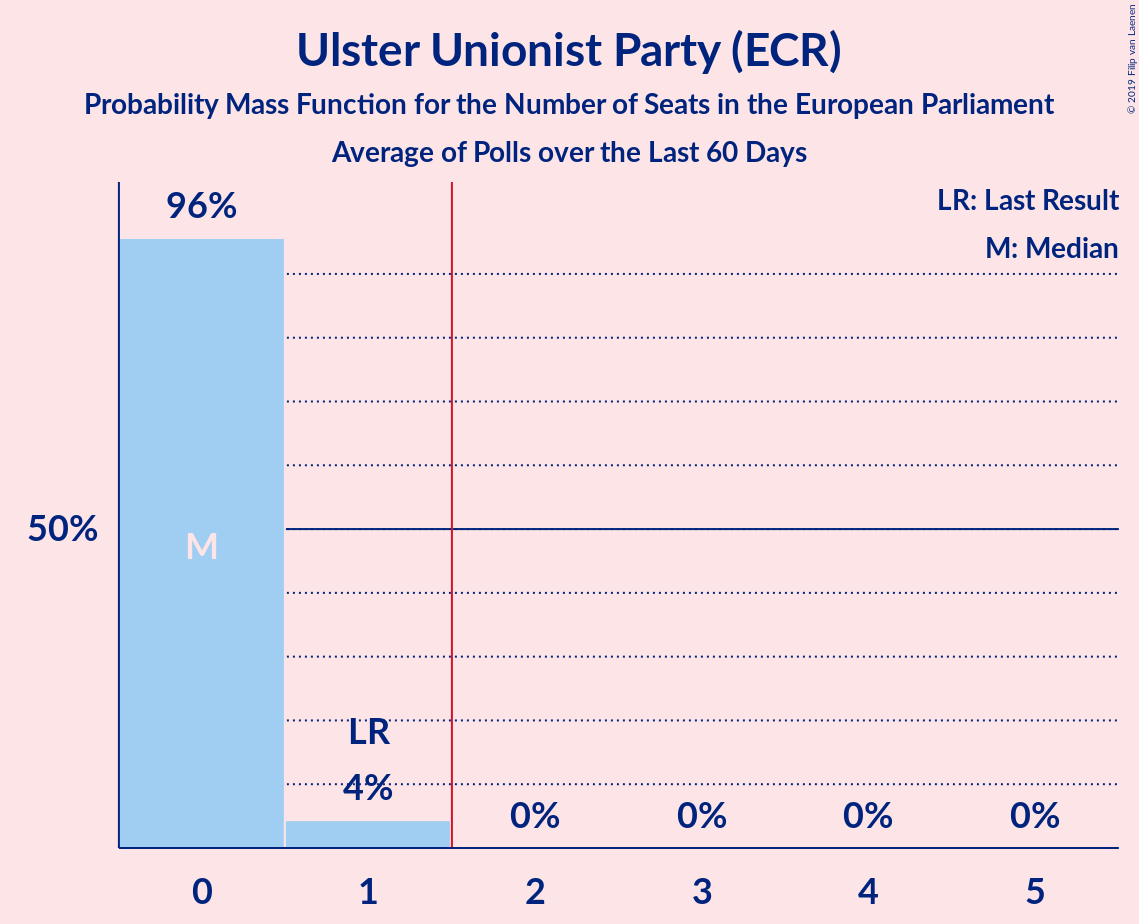 Ulster Unionist Party (ECR)
Probability Mass Function for the Number of Seats in the European Parliament
Average of Polls over the Last 60 Days
© 2019 Filip van Laenen
LR: Last Result
M: Median
96%
50%
M
LR
4%
0%
0%
0%
0%
0
1
2
3
4
5